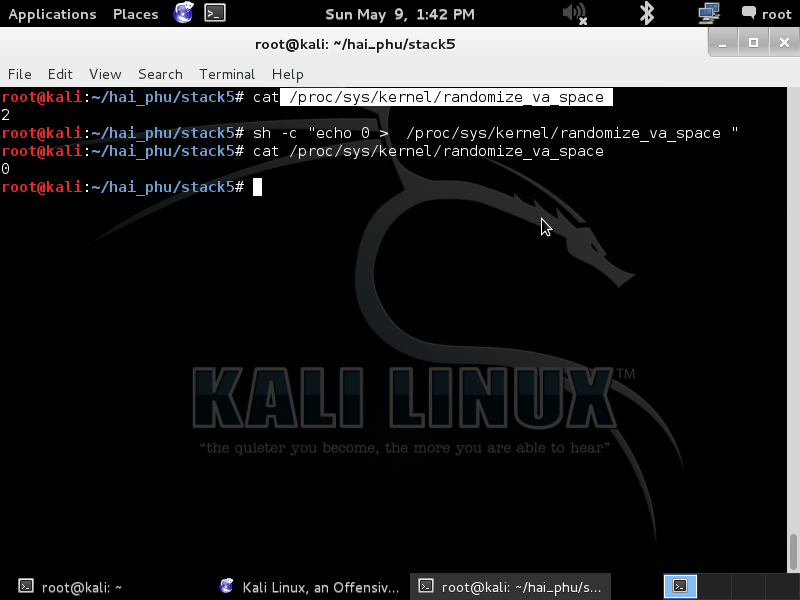 Applications Places Sun May 9, 1:42 PM root
root@kali: ~/hai_phu/stack5
File Edit View Search Terminal Help
root@kali:~/hai_phu/stack5# cat /proc/sys/kernel/randomize_va_space
2
root@kali:~/hai_phu/stack5# sh -c "echo 0 >  /proc/sys/kernel/randomize_va_space "
root@kali:~/hai_phu/stack5# cat /proc/sys/kernel/randomize_va_space
0
root@kali:~/hai_phu/stack5#
KALI LINUX™
“the quieter you become, the more you are able to hear”
root@kali: ~ Kali Linux, an Offensiv... root@kali: ~/hai_phu/s...